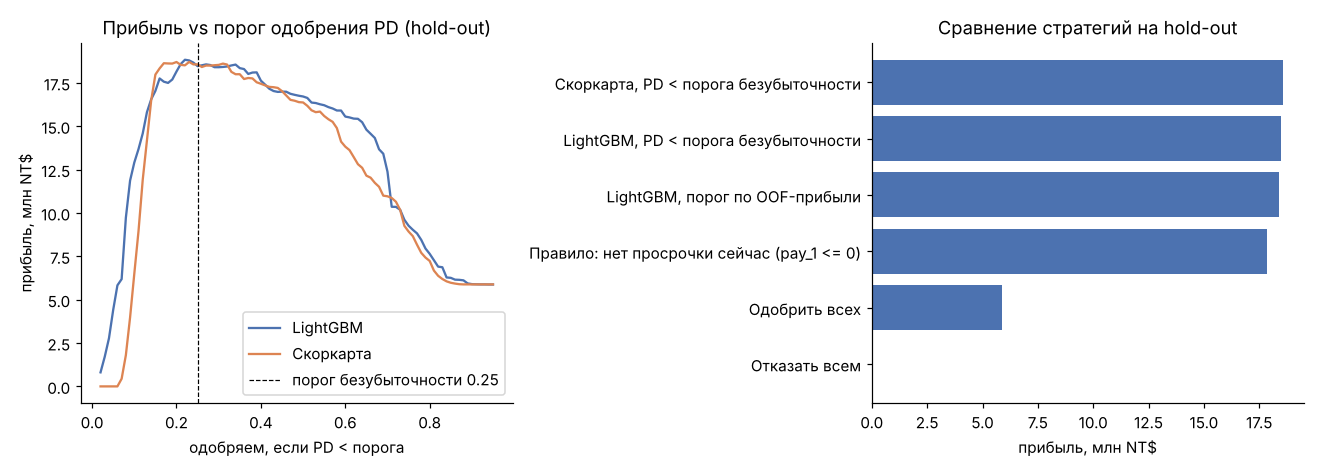 Прибыль vs порог одобрения PD (hold-out)
прибыль, млн NT$
17.5
15.0
12.5
10.0
7.5
5.0
2.5
0.0
LightGBM
Скоркарта
порог безубыточности 0.25
0.0 0.2 0.4 0.6 0.8
одобряем, если PD < порога
Сравнение стратегий на hold-out
Скоркарта, PD < порога безубыточности
LightGBM, PD < порога безубыточности
LightGBM, порог по OOF-прибыли
Правило: нет просрочки сейчас (pay_1 <= 0)
Одобрить всех
Отказать всем
0.0 2.5 5.0 7.5 10.0 12.5 15.0 17.5
прибыль, млн NT$